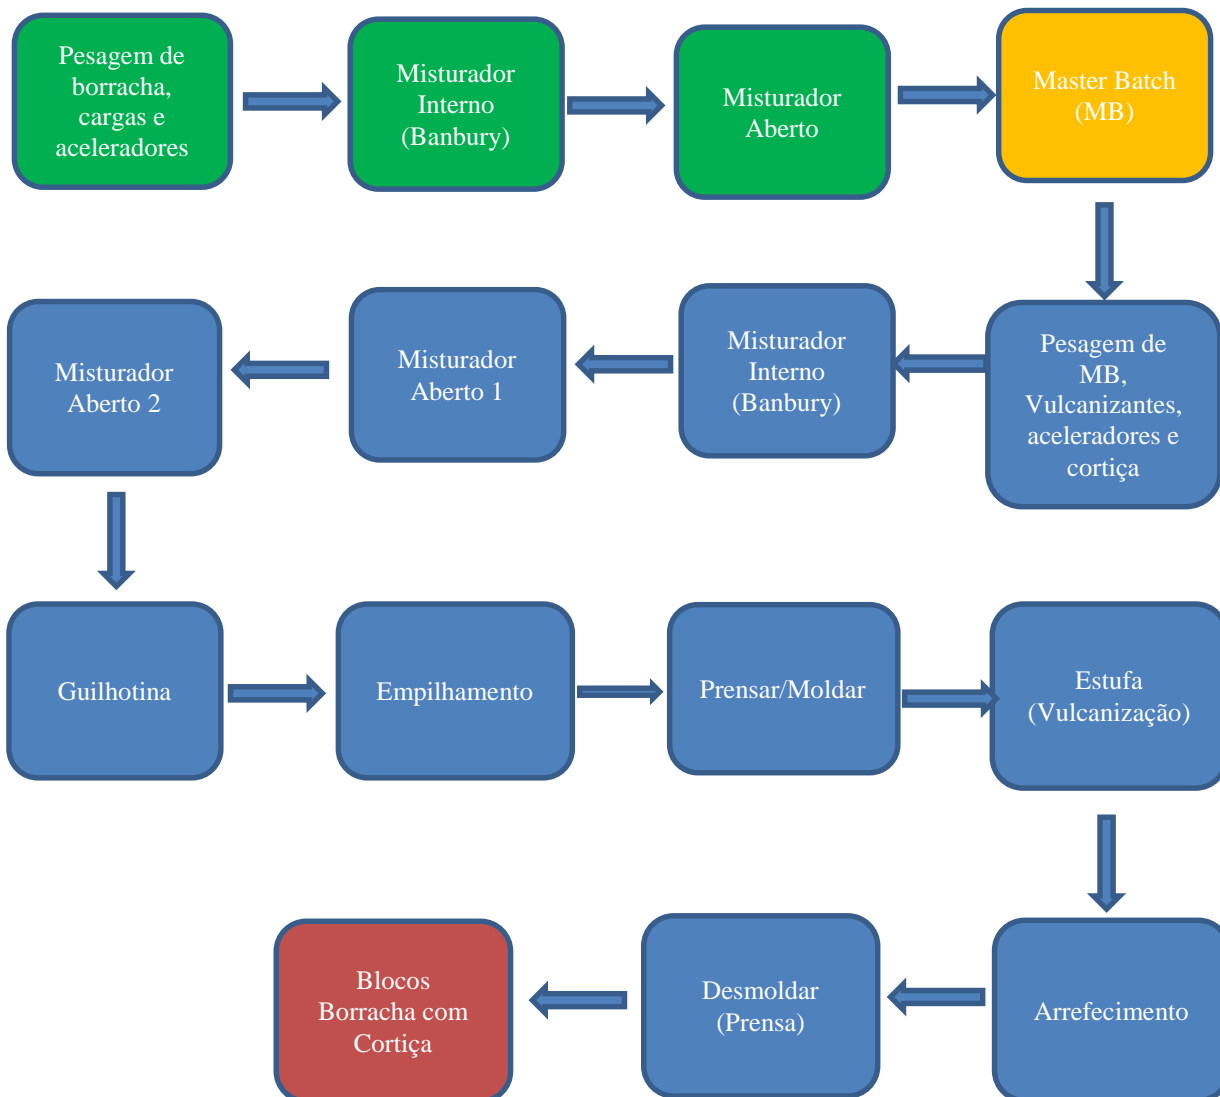 Pesagem de
borracha,
cargas e
aceleradores
Misturador
Interno
(Banbury)
Misturador
Aberto
Master Batch
(MB)
Misturador
Aberto 2
Misturador
Aberto 1
Misturador
Interno
(Banbury)
Pesagem de
MB,
Vulcanizantes,
aceleradores e
cortiça
Guilhotina
Empilhamento
Prensar/Moldar
Estufa
(Vulcanização)
Blocos
Borracha com
Cortiça
Desmoldar
(Prensa)
Arrefecimento